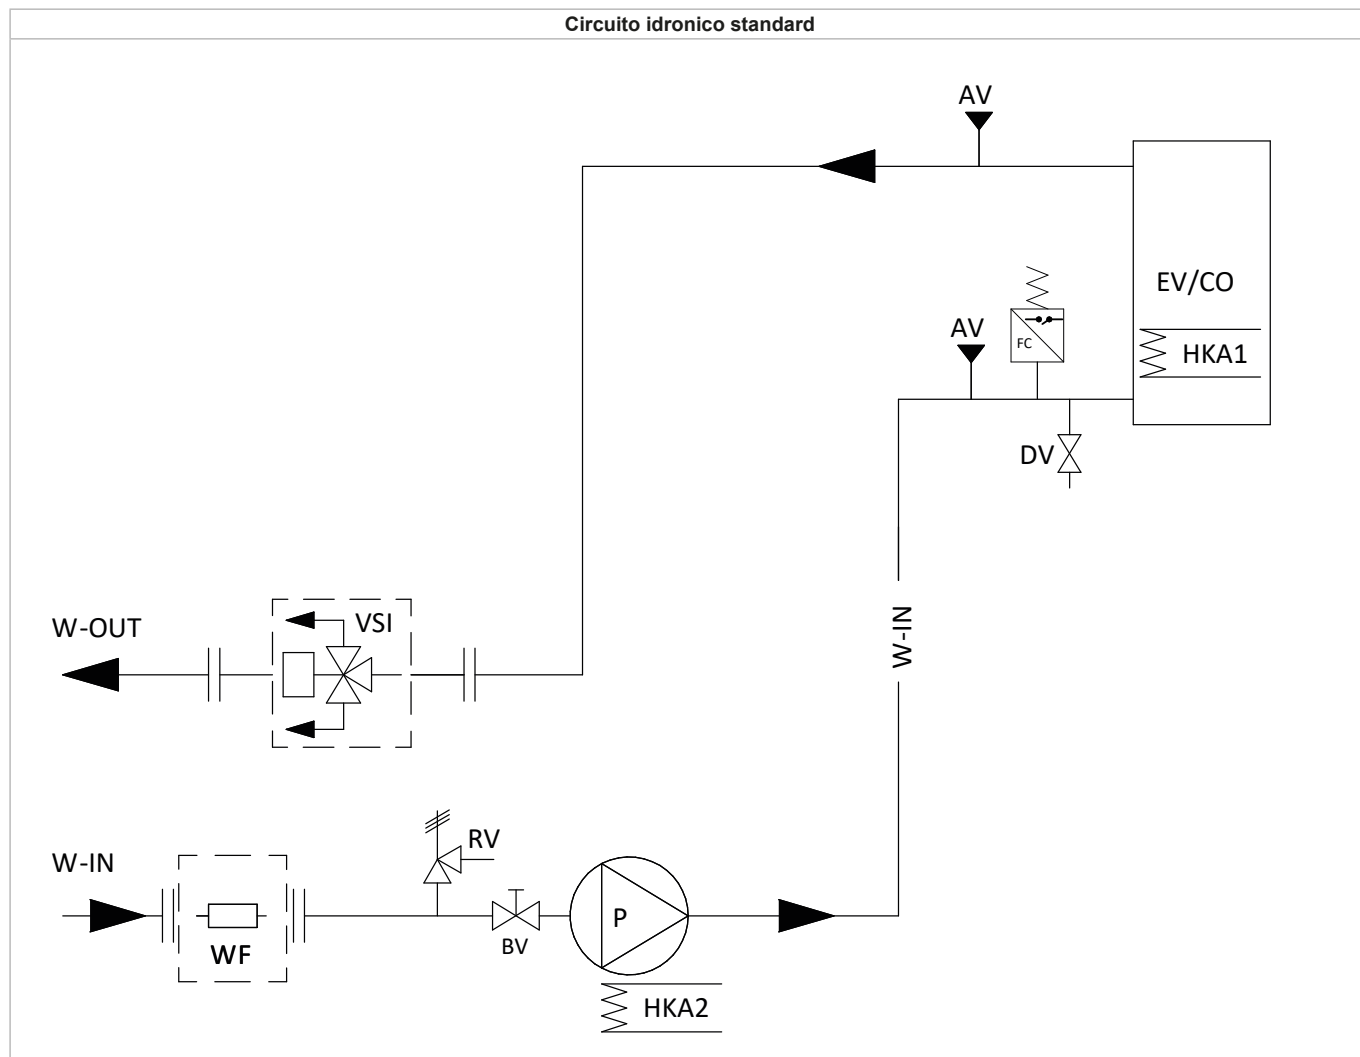 Circuito idronico standard
AV
EV/CO
AV
FC
HKA1
DV
W-IN
VSI
W-OUT
RV
W-IN
P
BV
WF
HKA2